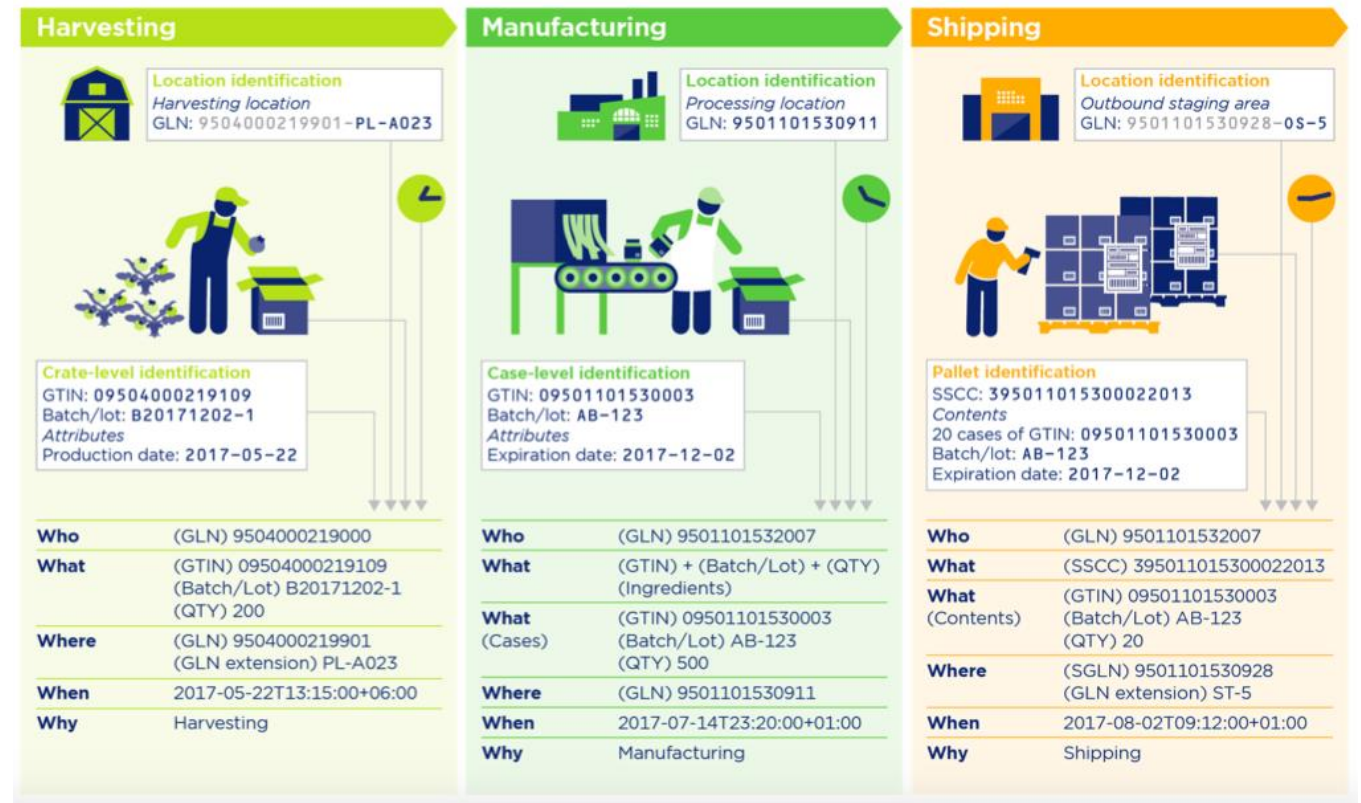 Harvesting
Location identification
Harvesting location
GLN: 9504000219901-PL-A023
Crate-level identification
GTIN: 09504000219109
Batch/lot: B20171202-1
Attributes
Production date: 2017-05-22
Who (GLN) 9504000219000
What (GTIN) 09504000219109
(Batch/Lot) B20171202-1
(QTY) 200
Where (GLN) 9504000219901
(GLN extension) PL-A023
When 2017-05-22T13:15:00+06:00
Why Harvesting
Manufacturing
Location identification
Processing location
GLN: 9501101530911
Case-level identification
GTIN: 09501101530003
Batch/lot: AB-123
Attributes
Expiration date: 2017-12-02
Who (GLN) 9501101532007
What (GTIN) + (Batch/Lot) + (QTY)
(Ingredients)
What (GTIN) 09501101530003
(Cases) (Batch/Lot) AB-123
(QTY) 500
Where (GLN) 9501101530911
When 2017-07-14T23:20:00+01:00
Why Manufacturing
Shipping
Location identification
Outbound staging area
GLN: 9501101530928-OS-5
Pallet identification
SSCC: 395011015300022013
Contents
20 cases of GTIN: 09501101530003
Batch/lot: AB-123
Expiration date: 2017-12-02
Who (GLN) 9501101532007
What (SSCC) 395011015300022013
What (GTIN) 09501101530003
(Contents) (Batch/Lot) AB-123
(QTY) 20
Where (SGLN) 9501101530928
(GLN extension) ST-5
When 2017-08-02T09:12:00+01:00
Why Shipping